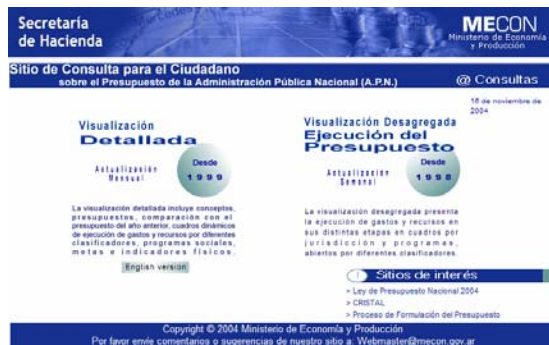 Secretaría
de Hacienda
MECON
Ministerio de Economía
y Producción
Sitio de Consulta para el Ciudadano
sobre el Presupuesto de la Administración Pública Nacional (A.P.N.)
@ Consultas
18 de noviembre de
2004
Visualización
Detallada
Actualización
Mensual
Desde
1999
La visualización detallada incluye conceptos,
presupuestos, comparación con el
presupuesto del año anterior, cuadros dinámicos
de ejecución de gastos y recursos por diferentes
clasificadores, programas sociales,
metas e indicadores físicos.
English versión
Visualización Desagregada
Ejecución del
Presupuesto
Actualización
Semanal
Desde
1998
La visualización desagregada presenta
la ejecución de gastos y recursos en
sus distintas etapas en cuadros por
jurisdicción y programas,
abiertos por diferentes clasificadores.
Sitios de interés
> Ley de Presupuesto Nacional 2004
> CRISTAL
> Proceso de Formulación del Presupuesto
Copyright © 2004 Ministerio de Economía y Producción
Por favor envíe comentarios o sugerencias de nuestro sitio a: Webmaster@mecon.gov.ar